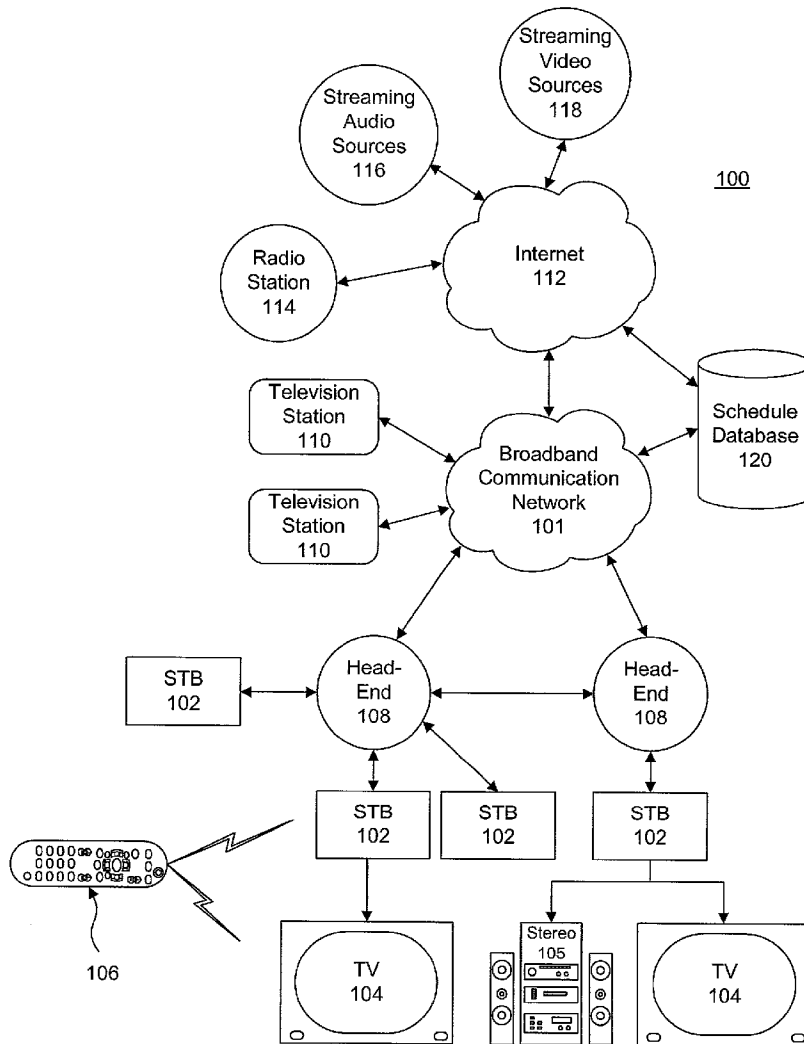 Streaming
Video
Sources
118
Streaming
Audio
Sources
116
100
Radio
Station
114
Internet
112
Television
Station
110
Schedule
Database
120
Broadband
Communication
Network
101
Television
Station
110
STB
102
Head-
End
108
Head-
End
108
STB
102
STB
102
STB
102
106
TV
104
Stereo
105
TV
104